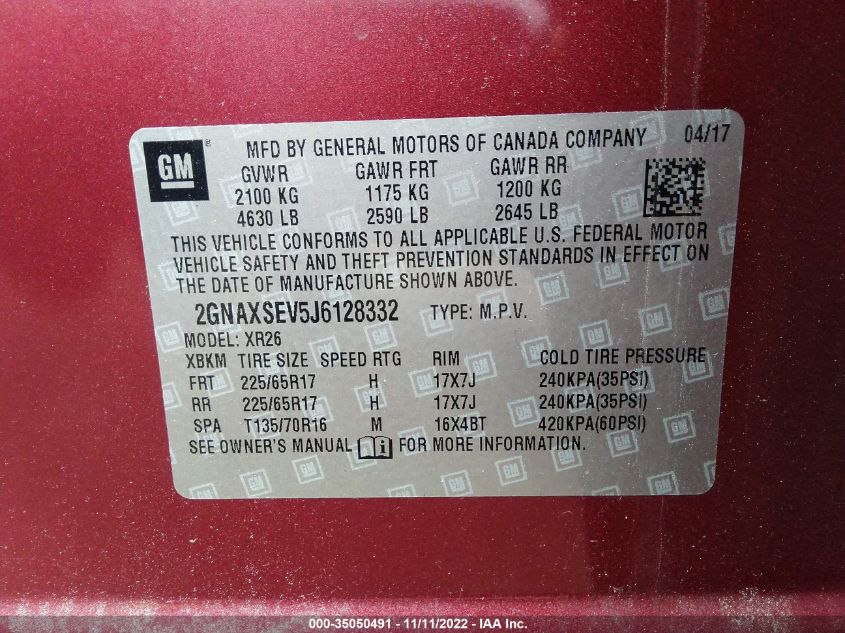 GM ® MFD BY GENERAL MOTORS OF CANADA COMPANY 04/17
GVWR GAWR FRT GAWR RR
2100 KG 1175 KG 1200 KG
4630 LB 2590 LB 2645 LB
THIS VEHICLE CONFORMS TO ALL APPLICABLE U.S. FEDERAL MOTOR
VEHICLE SAFETY AND THEFT PREVENTION STANDARDS IN EFFECT ON
THE DATE OF MANUFACTURE SHOWN ABOVE.
2GNAXSEV5J6128332 TYPE: M.P.V.
MODEL: XR26
XBKM TIRE SIZE SPEED RTG RIM COLD TIRE PRESSURE
FRT 225/65R17 H 17X7J 240KPA(35PSI)
RR 225/65R17 H 17X7J 240KPA(35PSI)
SPA T135/70R16 M 16X4BT 420KPA(60PSI)
SEE OWNER'S MANUAL FOR MORE INFORMATION.
000-35050491 - 11/11/2022 - IAA Inc.